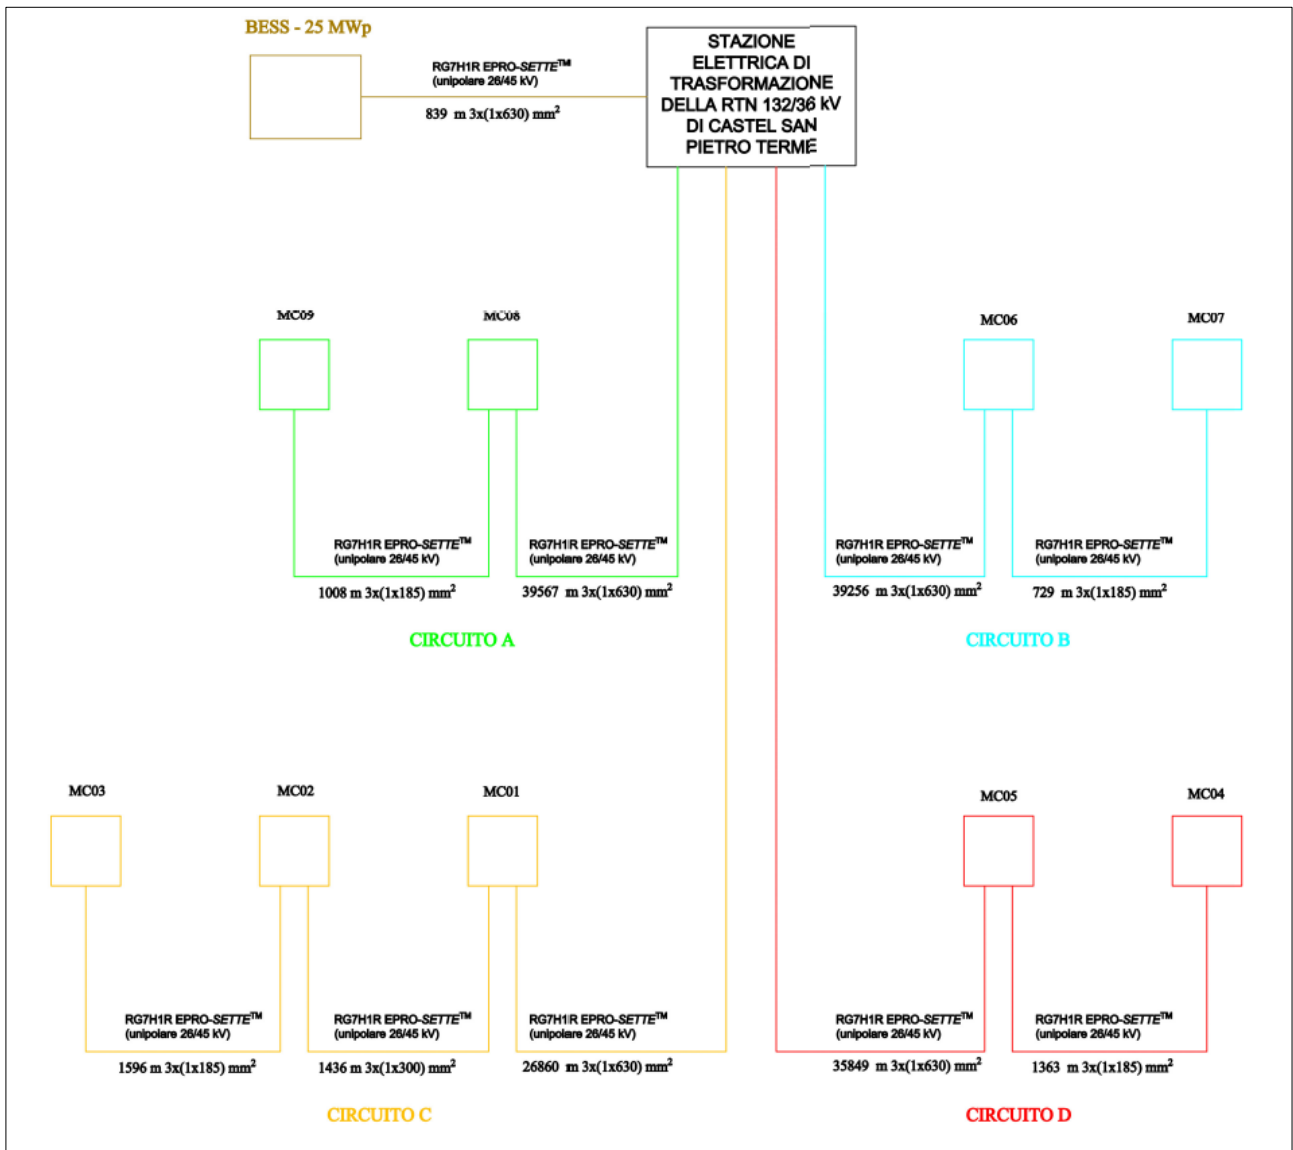 BESS - 25 MWp
RG7H1R EPRO-SETTE™
(unipolare 26/45 kV)
839 m 3x(1x630) mm²
STAZIONE
ELETTRICA DI
TRASFORMAZIONE
DELLA RTN 132/36 kV
DI CASTEL SAN
PIETRO TERME
MC09
MC08
MC06
MC07
RG7H1R EPRO-SETTE™
(unipolare 26/45 kV)
1008 m 3x(1x185) mm²
RG7H1R EPRO-SETTE™
(unipolare 26/45 kV)
39567 m 3x(1x630) mm²
RG7H1R EPRO-SETTE™
(unipolare 26/45 kV)
39256 m 3x(1x630) mm²
RG7H1R EPRO-SETTE™
(unipolare 26/45 kV)
729 m 3x(1x185) mm²
CIRCUITO A
CIRCUITO B
MC03
MC02
MC01
MC05
MC04
RG7H1R EPRO-SETTE™
(unipolare 26/45 kV)
1596 m 3x(1x185) mm²
RG7H1R EPRO-SETTE™
(unipolare 26/45 kV)
1436 m 3x(1x300) mm²
RG7H1R EPRO-SETTE™
(unipolare 26/45 kV)
26860 m 3x(1x630) mm²
RG7H1R EPRO-SETTE™
(unipolare 26/45 kV)
35849 m 3x(1x630) mm²
RG7H1R EPRO-SETTE™
(unipolare 26/45 kV)
1363 m 3x(1x185) mm²
CIRCUITO C
CIRCUITO D